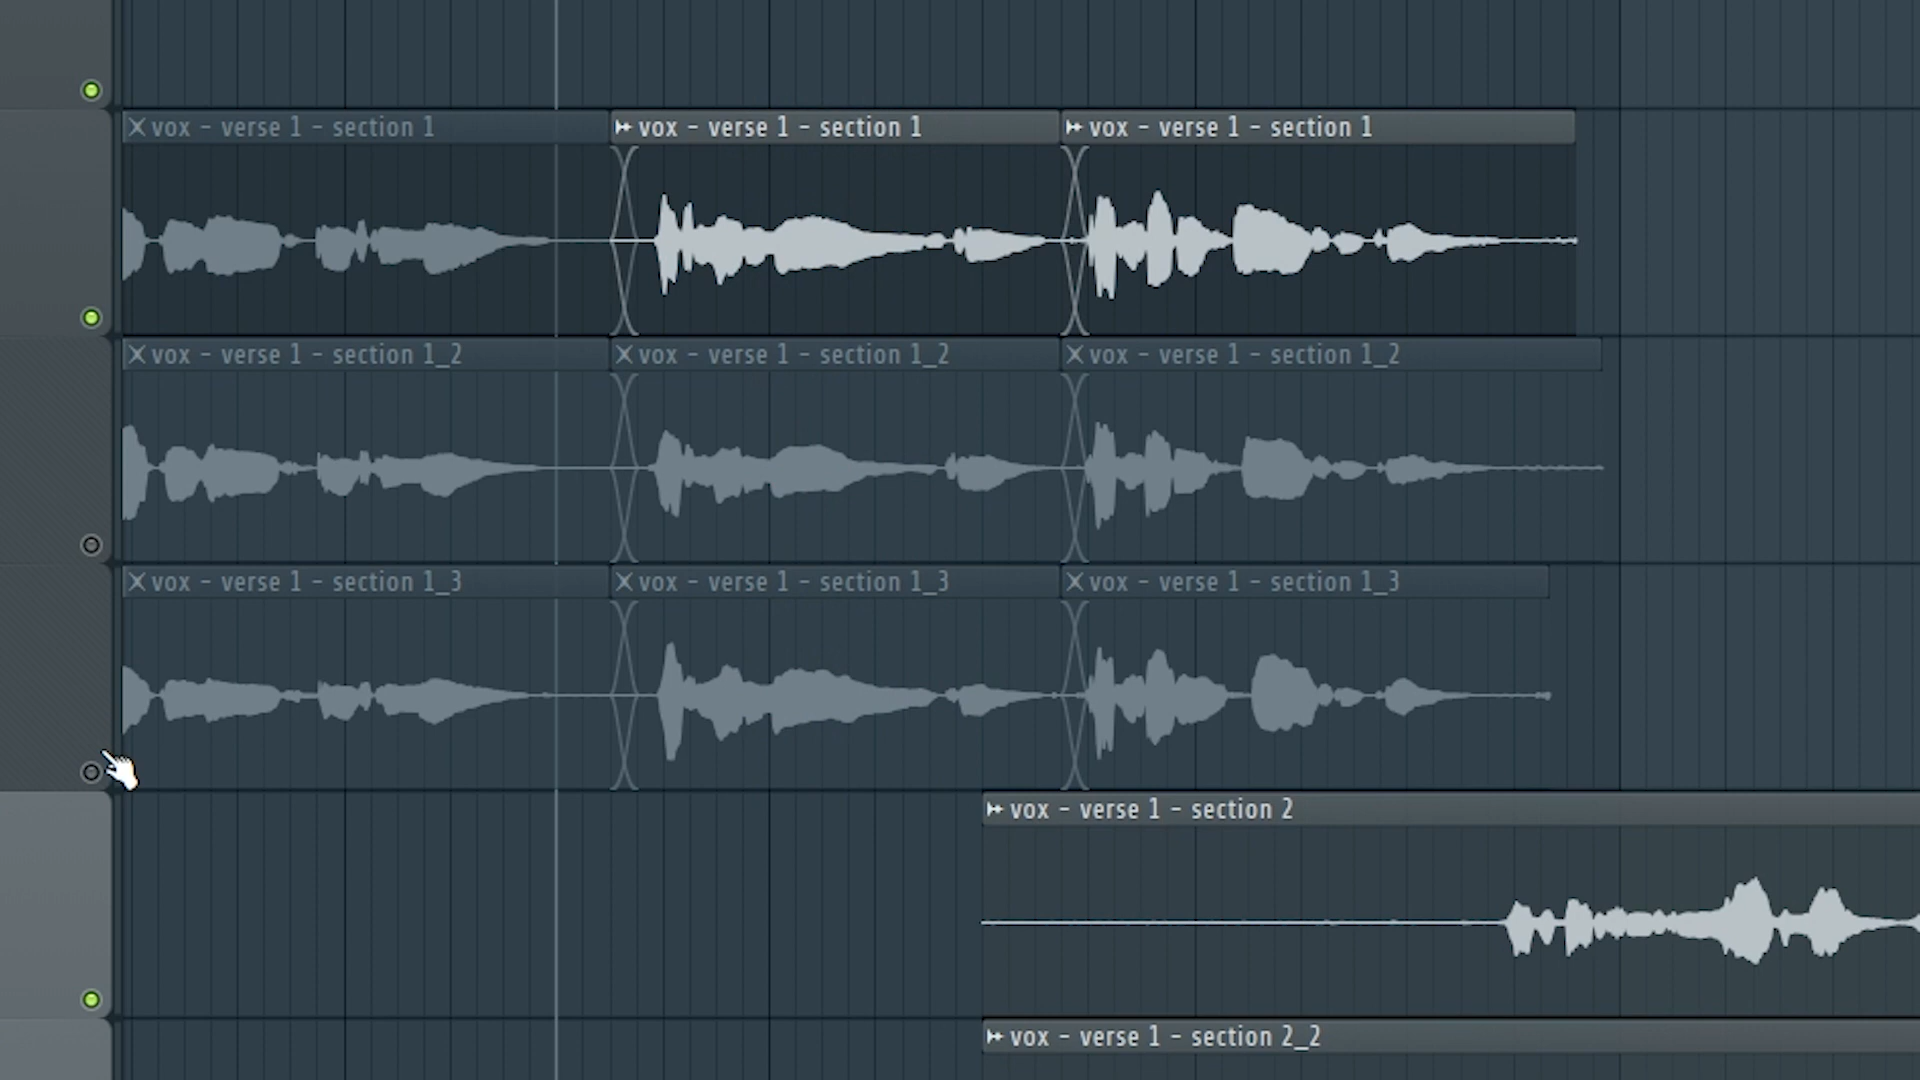 vox - verse 1 - section 1
vox - verse 1 - section 1
vox - verse 1 - section 1
vox - verse 1 - section 1_2
vox - verse 1 - section 1_2
vox - verse 1 - section 1_2
vox - verse 1 - section 1_3
vox - verse 1 - section 1_3
vox - verse 1 - section 1_3
vox - verse 1 - section 2
vox - verse 1 - section 2_2